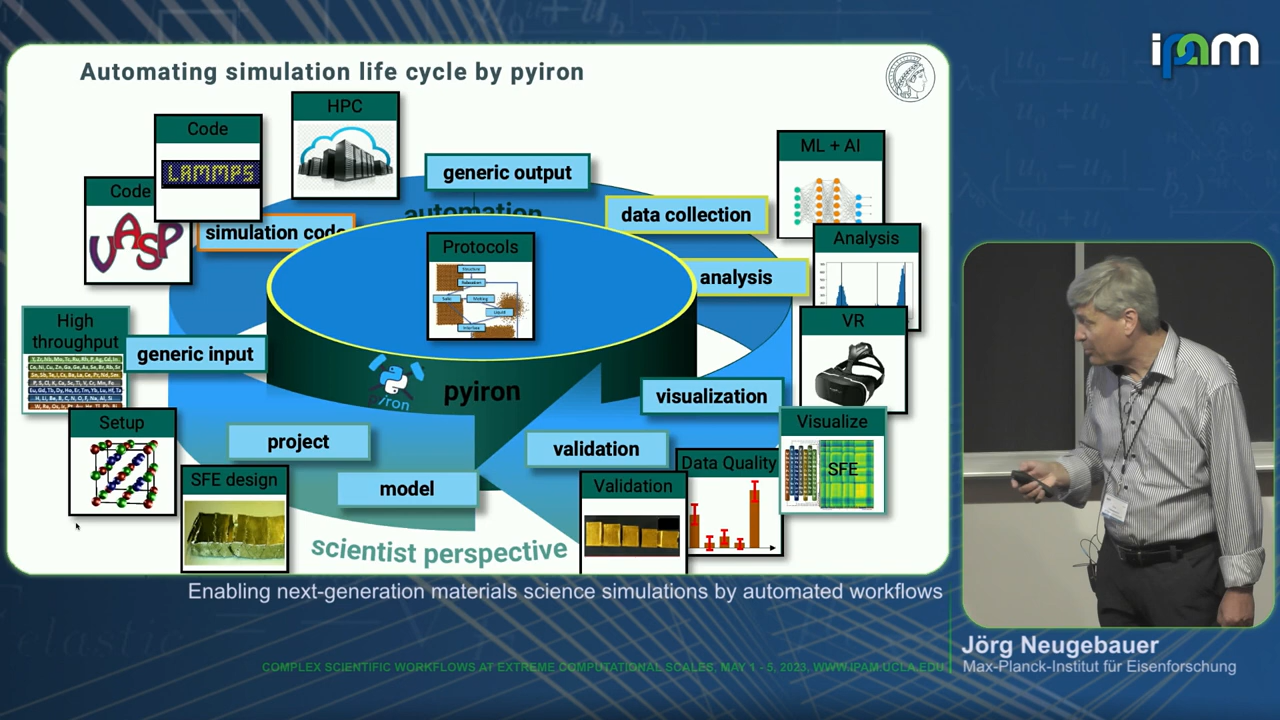 ipam
Automating simulation life cycle by pyiron
HPC
Code
LAMMPS
Code
VASP
generic output
automation
data collection
ML + AI
simulation code
Protocols
analysis
Analysis
High
throughput
generic input
VR
pyiron
pyiron
visualization
Setup
project
validation
Visualize
SFE
SFE design
model
Validation
Data Quality
scientist perspective
Enabling next-generation materials science simulations by automated workflows
Jörg Neugebauer
Max-Planck-Institut für Eisenforschung
COMPLEX SCIENTIFIC WORKFLOWS AT EXTREME COMPUTATIONAL SCALES, MAY 1 - 5, 2023, WWW.IPAM.UCLA.EDU